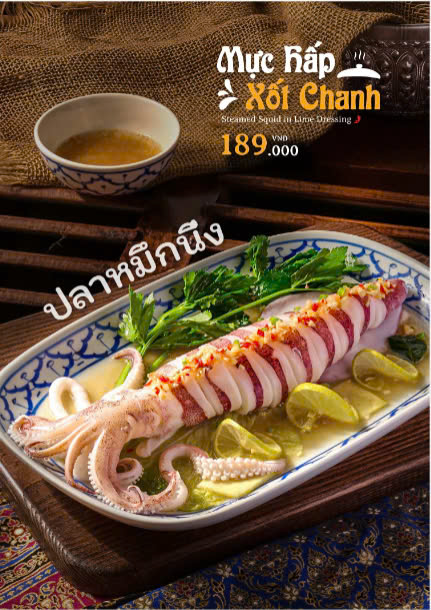 Mực Hấp
Xốt Chanh
Steamed Squid in Lime Dressing
189.000 VND
ปลาหมึกนึ่ง